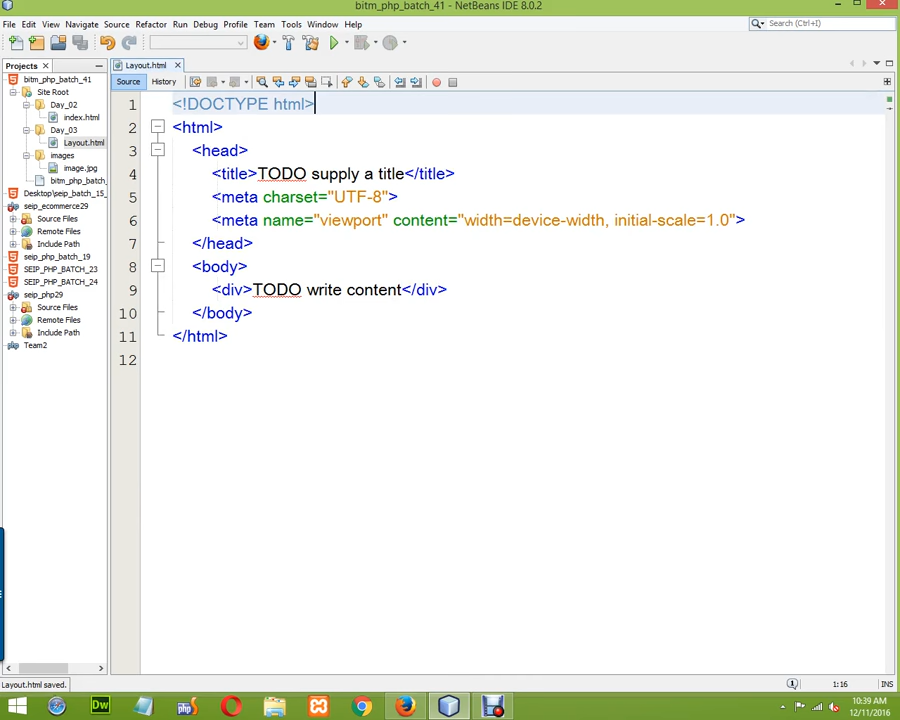 bitm_php_batch_41 - NetBeans IDE 8.0.2
File Edit View Navigate Source Refactor Run Debug Profile Team Tools Window Help
Search (Ctrl+I)
Projects
Layout.html
bitm_php_batch_41
Site Root
Day_02
index.html
Day_03
Layout.html
images
image.jpg
bitm_php_batch_
Desktop\seip_batch_15_
seip_ecommerce29
Source Files
Remote Files
Include Path
seip_php_batch_19
SEIP_PHP_BATCH_23
SEIP_PHP_BATCH_24
seip_php29
Source Files
Remote Files
Include Path
Team2
Source History
1 <!DOCTYPE html>
2 <html>
3 <head>
4 <title>TODO supply a title</title>
5 <meta charset="UTF-8">
6 <meta name="viewport" content="width=device-width, initial-scale=1.0">
7 </head>
8 <body>
9 <div>TODO write content</div>
10 </body>
11 </html>
12
Layout.html saved.
1:16 INS
Dw php
10:39 AM
12/11/2016